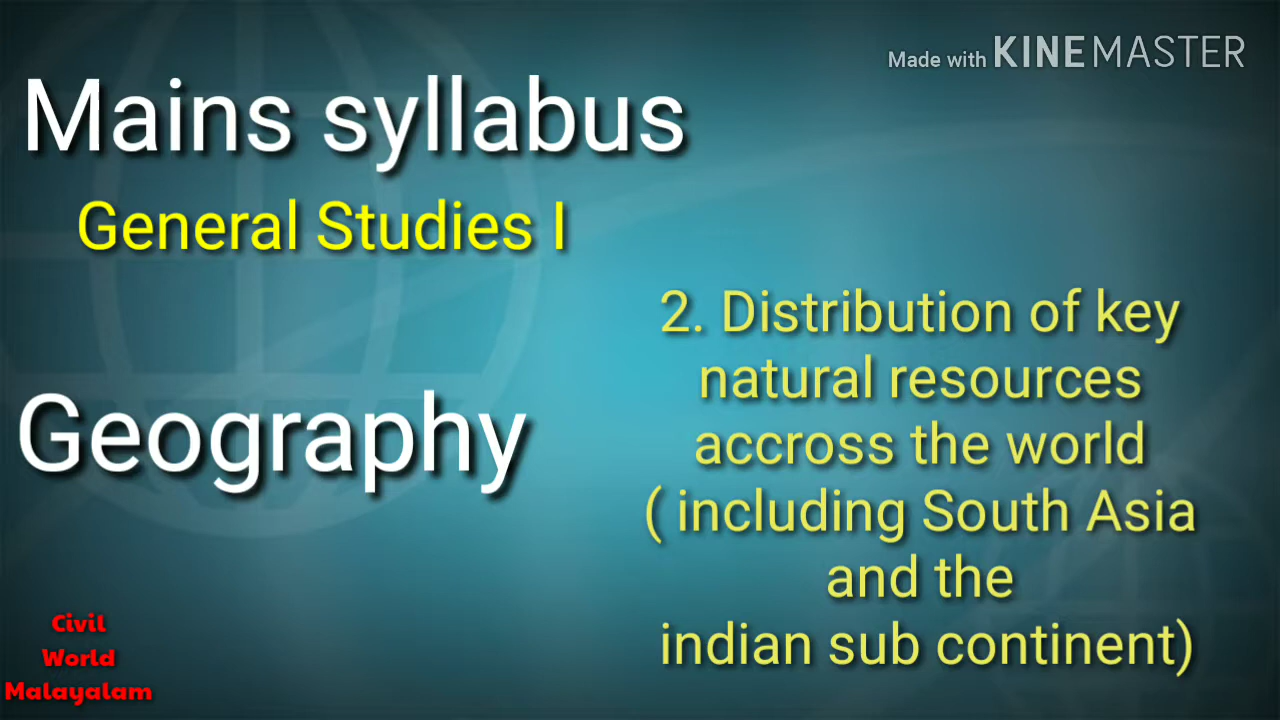 Made with KINEMASTER
Mains syllabus
General Studies I
Geography
2. Distribution of key
natural resources
accross the world
( including South Asia
and the
indian sub continent)
Civil
World
Malayalam